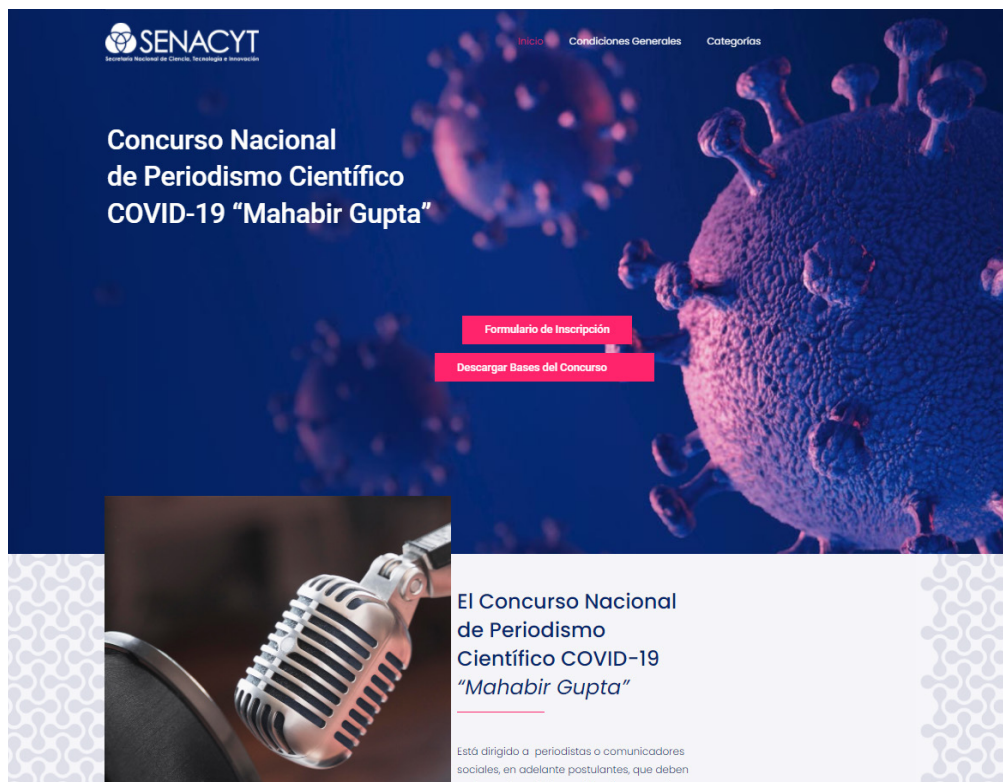 SENACYT
Secretaría Nacional de Ciencia, Tecnología e Innovación
Inicio
Condiciones Generales
Categorías
Concurso Nacional
de Periodismo Científico
COVID-19 “Mahabir Gupta”
Formulario de Inscripción
Descargar Bases del Concurso
El Concurso Nacional
de Periodismo
Científico COVID-19
“Mahabir Gupta”
Está dirigido a periodistas o comunicadores
sociales, en adelante postulantes, que deben